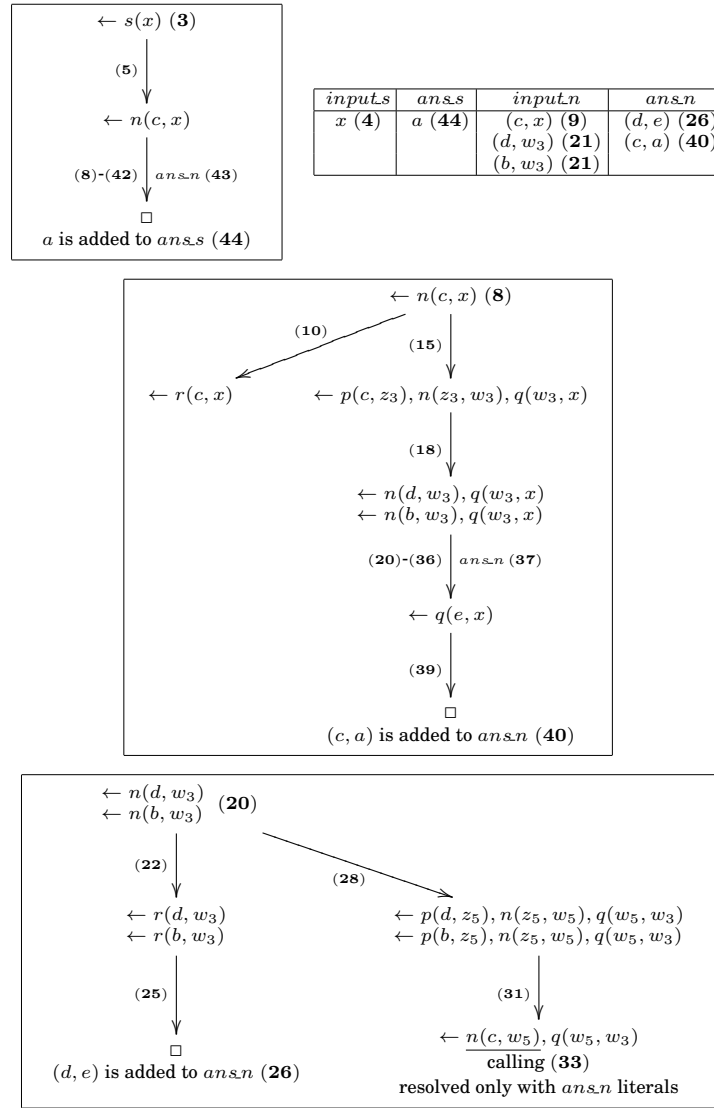 ← s(x) (3)
(5)
← n(c, x)
(8)-(42) ans_n (43)
□
a is added to ans_s (44)
input_s ans_s input_n ans_n
x (4) a (44) (c, x) (9) (d, e) (26)
(d, w₃) (21) (c, a) (40)
(b, w₃) (21)
← n(c, x) (8)
(10) (15)
← r(c, x) ← p(c, z₃), n(z₃, w₃), q(w₃, x)
(18)
← n(d, w₃), q(w₃, x)
← n(b, w₃), q(w₃, x)
(20)-(36) ans_n (37)
← q(e, x)
(39)
□
(c, a) is added to ans_n (40)
← n(d, w₃)
← n(b, w₃) (20)
(22) (28)
← r(d, w₃) ← p(d, z₅), n(z₅, w₅), q(w₅, w₃)
← r(b, w₃) ← p(b, z₅), n(z₅, w₅), q(w₅, w₃)
(25) (31)
← n(c, w₅), q(w₅, w₃)
□ calling (33)
(d, e) is added to ans_n (26) resolved only with ans_n literals